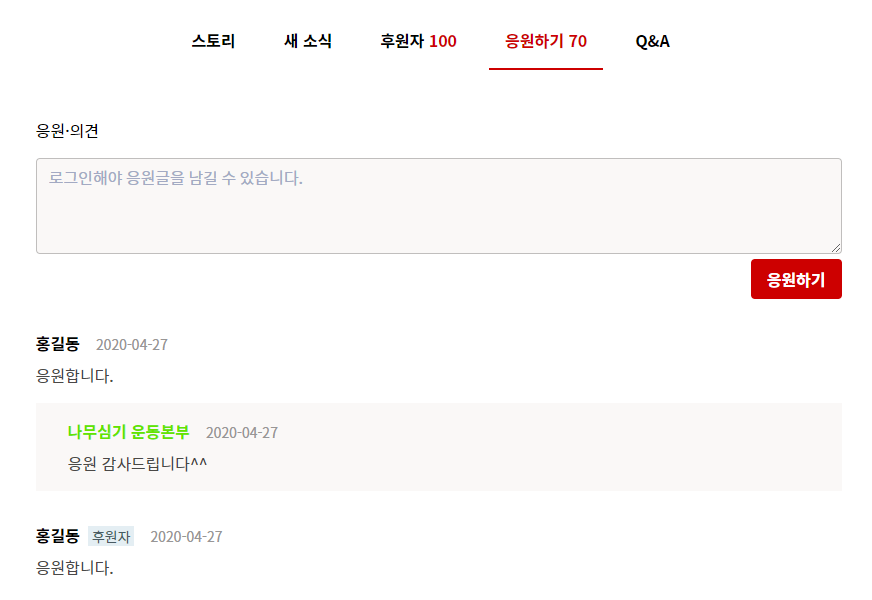 스토리 새 소식 후원자 100 응원하기 70 Q&A
응원·의견
로그인해야 응원글을 남길 수 있습니다.
응원하기
홍길동 2020-04-27
응원합니다.
나무심기 운동본부 2020-04-27
응원 감사드립니다^^
홍길동 후원자 2020-04-27
응원합니다.